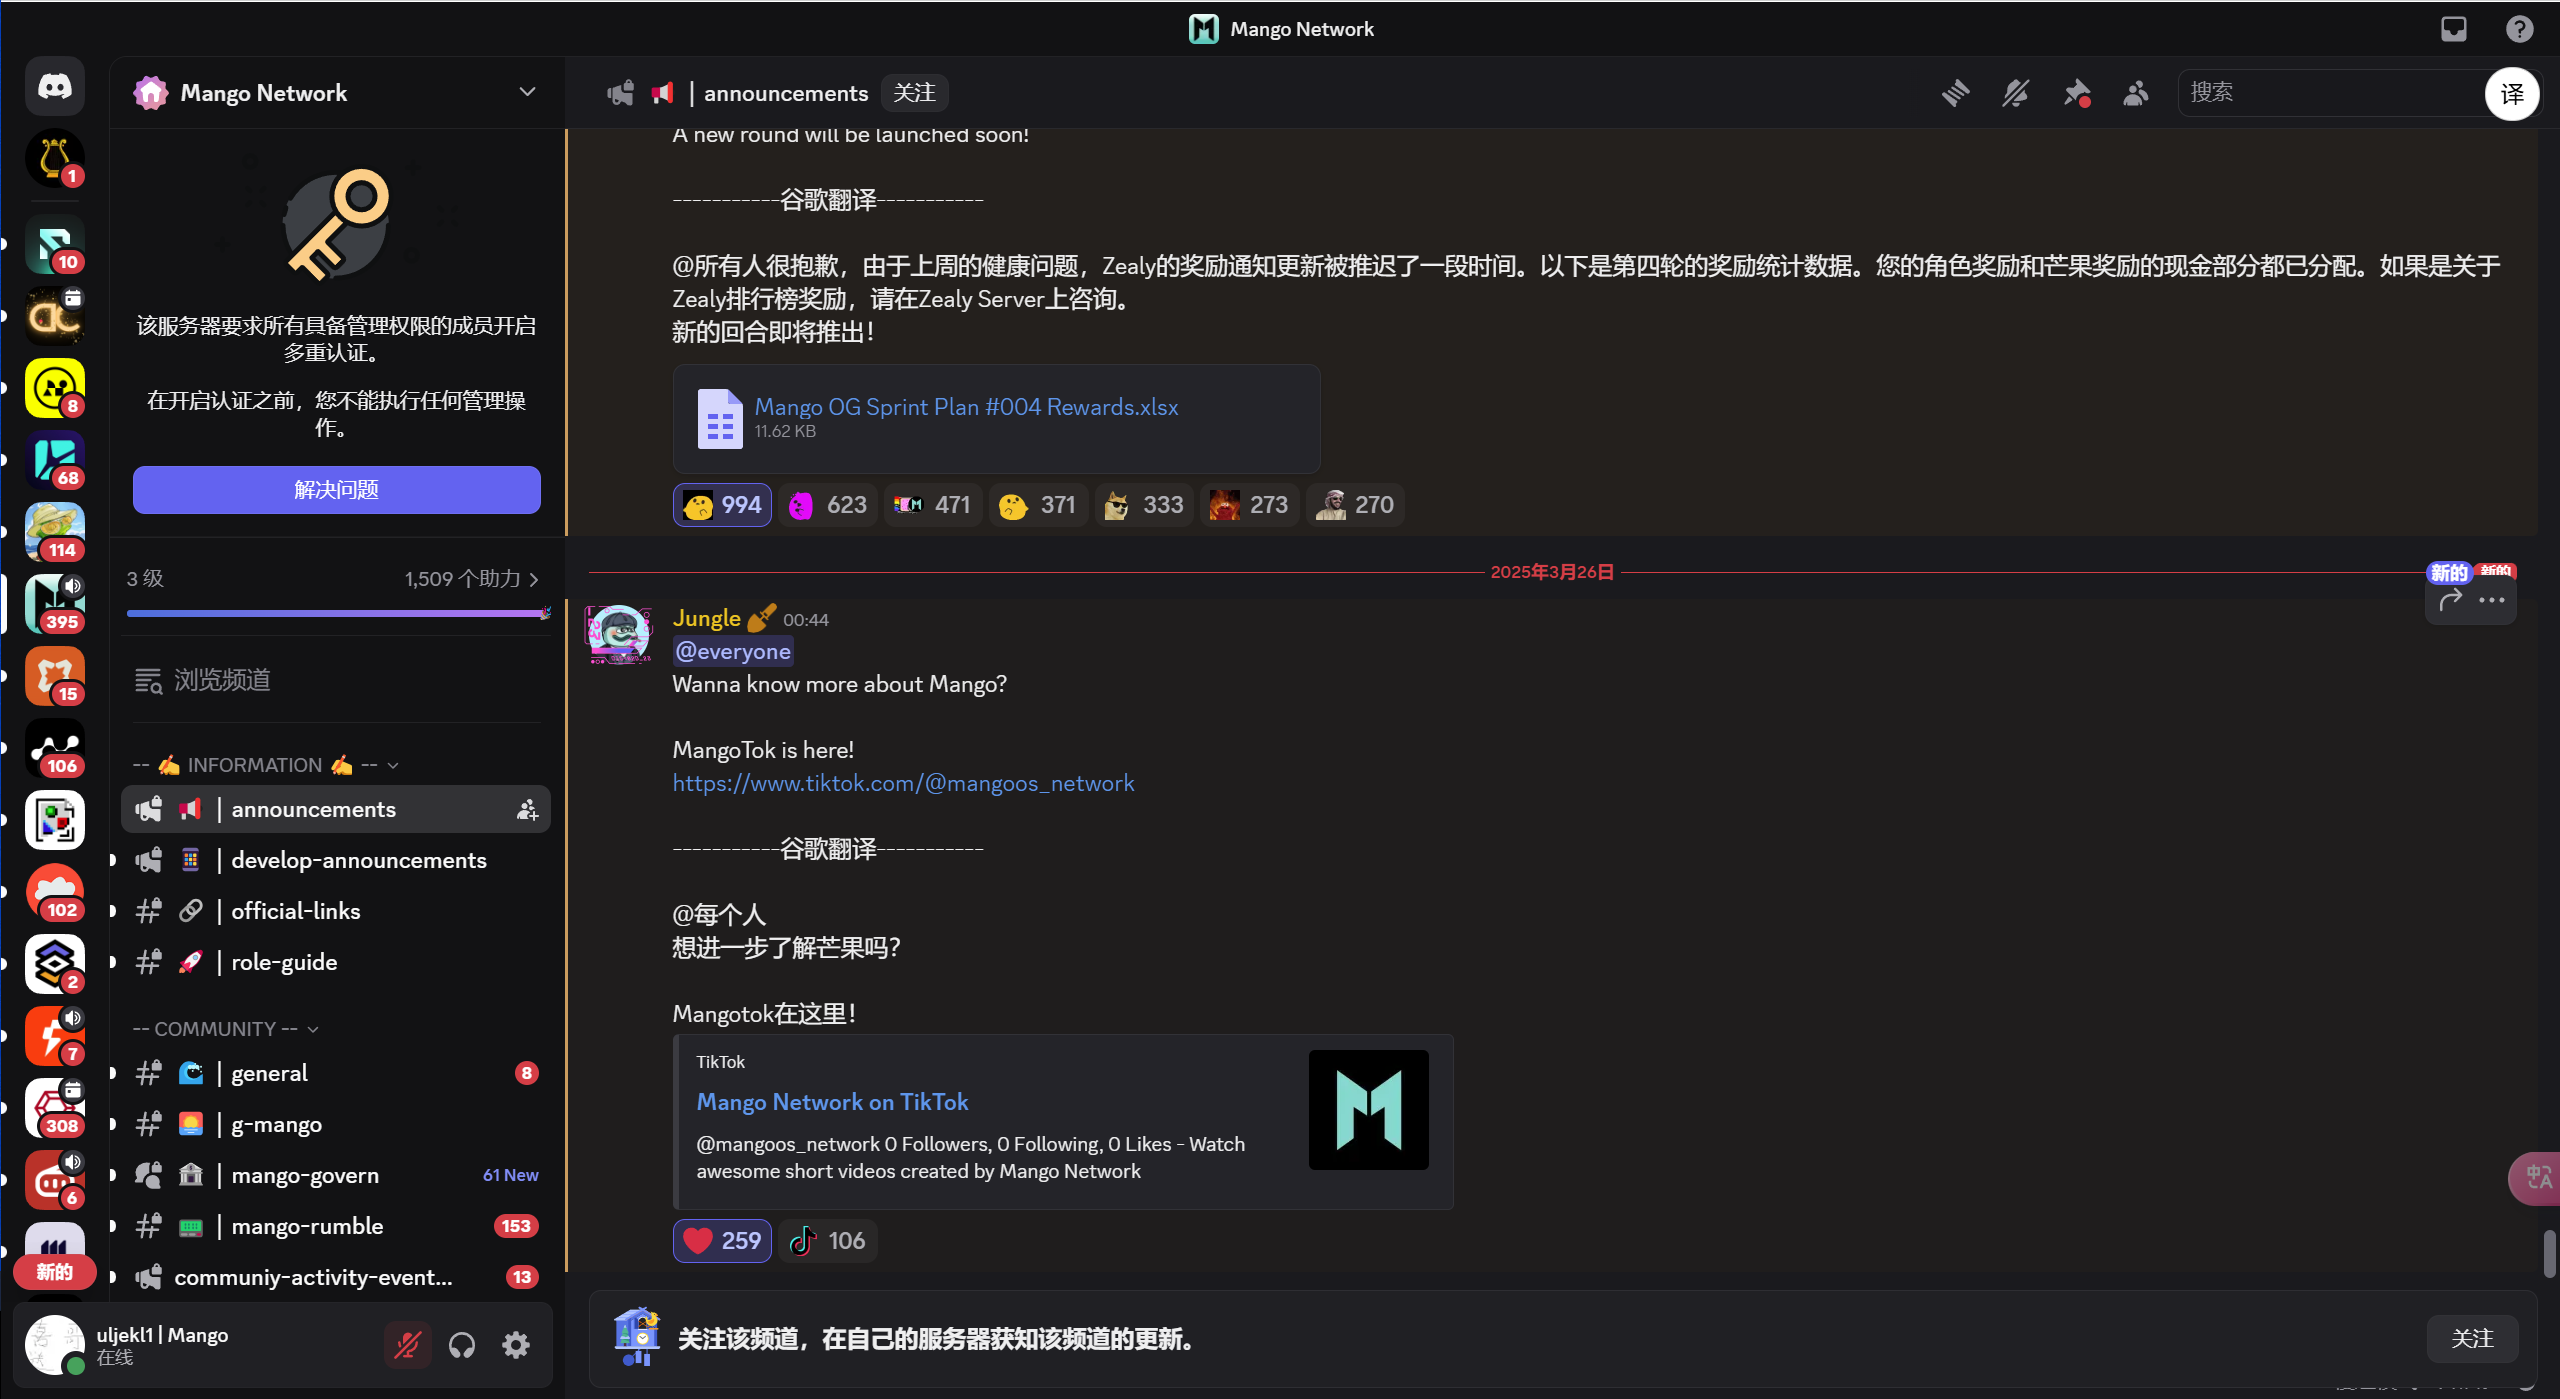 Mango Network
Mango Network
| announcements
关注
搜索
译
1
10
8
68
114
395
15
106
102
2
7
308
6
新的
该服务器要求所有具备管理权限的成员开启
多重认证。
在开启认证之前，您不能执行任何管理操
作。
解决问题
3 级
1,509 个助力
浏览频道
-- ✍ INFORMATION ✍ --
| announcements
| develop-announcements
| official-links
| role-guide
-- COMMUNITY --
| general
8
| g-mango
| mango-govern
61 New
| mango-rumble
153
communiy-activity-event...
13
uljekl1 | Mango
在线
A new round will be launched soon!
-----------谷歌翻译-----------
@所有人很抱歉，由于上周的健康问题，Zealy的奖励通知更新被推迟了一段时间。以下是第四轮的奖励统计数据。您的角色奖励和芒果奖励的现金部分都已分配。如果是关于
Zealy排行榜奖励，请在Zealy Server上咨询。
新的回合即将推出！
Mango OG Sprint Plan #004 Rewards.xlsx
11.62 KB
994 623 471 371 333 273 270
2025年3月26日
新的
新的
Jungle 00:44
@everyone
Wanna know more about Mango?
MangoTok is here!
https://www.tiktok.com/@mangoos_network
-----------谷歌翻译-----------
@每个人
想进一步了解芒果吗？
Mangotok在这里！
TikTok
Mango Network on TikTok
@mangoos_network 0 Followers, 0 Following, 0 Likes - Watch
awesome short videos created by Mango Network
259 106
关注该频道，在自己的服务器获知该频道的更新。
关注